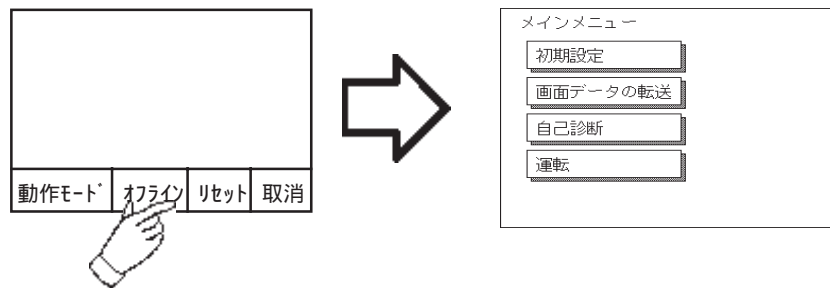 動作ﾓｰﾄﾞ ｵﾌﾗｲﾝ ﾘｾｯﾄ 取消
メインメニュー
初期設定
画面データの転送
自己診断
運転